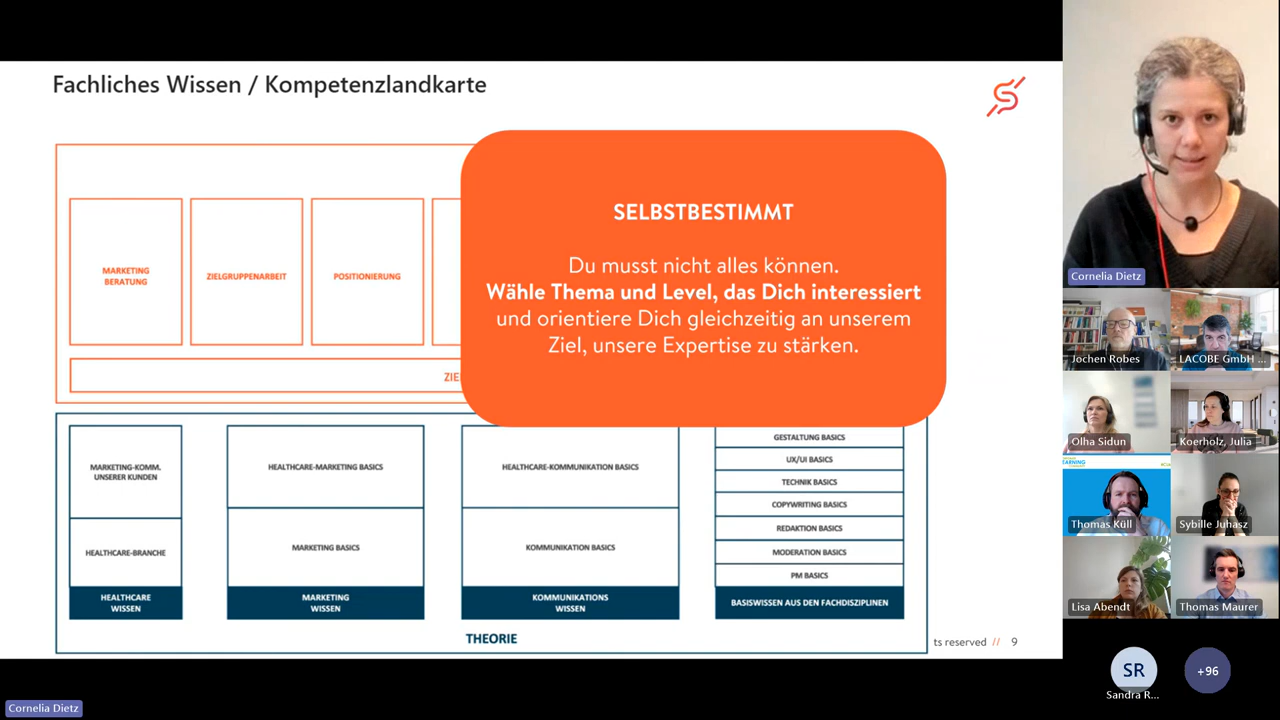 Fachliches Wissen / Kompetenzlandkarte
MARKETING
BERATUNG
ZIELGRUPPENARBEIT
POSITIONIERUNG
SELBSTBESTIMMT
Du musst nicht alles können.
Wähle Thema und Level, das Dich interessiert
und orientiere Dich gleichzeitig an unserem
Ziel, unsere Expertise zu stärken.
ZIE
MARKETING-KOMM.
UNSERER KUNDEN
HEALTHCARE-BRANCHE
HEALTHCARE
WISSEN
HEALTHCARE-MARKETING BASICS
MARKETING BASICS
MARKETING
WISSEN
HEALTHCARE-KOMMUNIKATION BASICS
KOMMUNIKATION BASICS
KOMMUNIKATIONS
WISSEN
GESTALTUNG BASICS
UX/UI BASICS
TECHNIK BASICS
COPYWRITING BASICS
REDAKTION BASICS
MODERATION BASICS
PM BASICS
BASISWISSEN AUS DEN FACHDISZIPLINEN
THEORIE
ts reserved // 9
Cornelia Dietz
Cornelia Dietz
Jochen Robes
LACOBE GmbH ...
Olha Sidun
Koerholz, Julia
Thomas Küll
Sybille Juhasz
Lisa Abendt
Thomas Maurer
SR
Sandra R...
+96